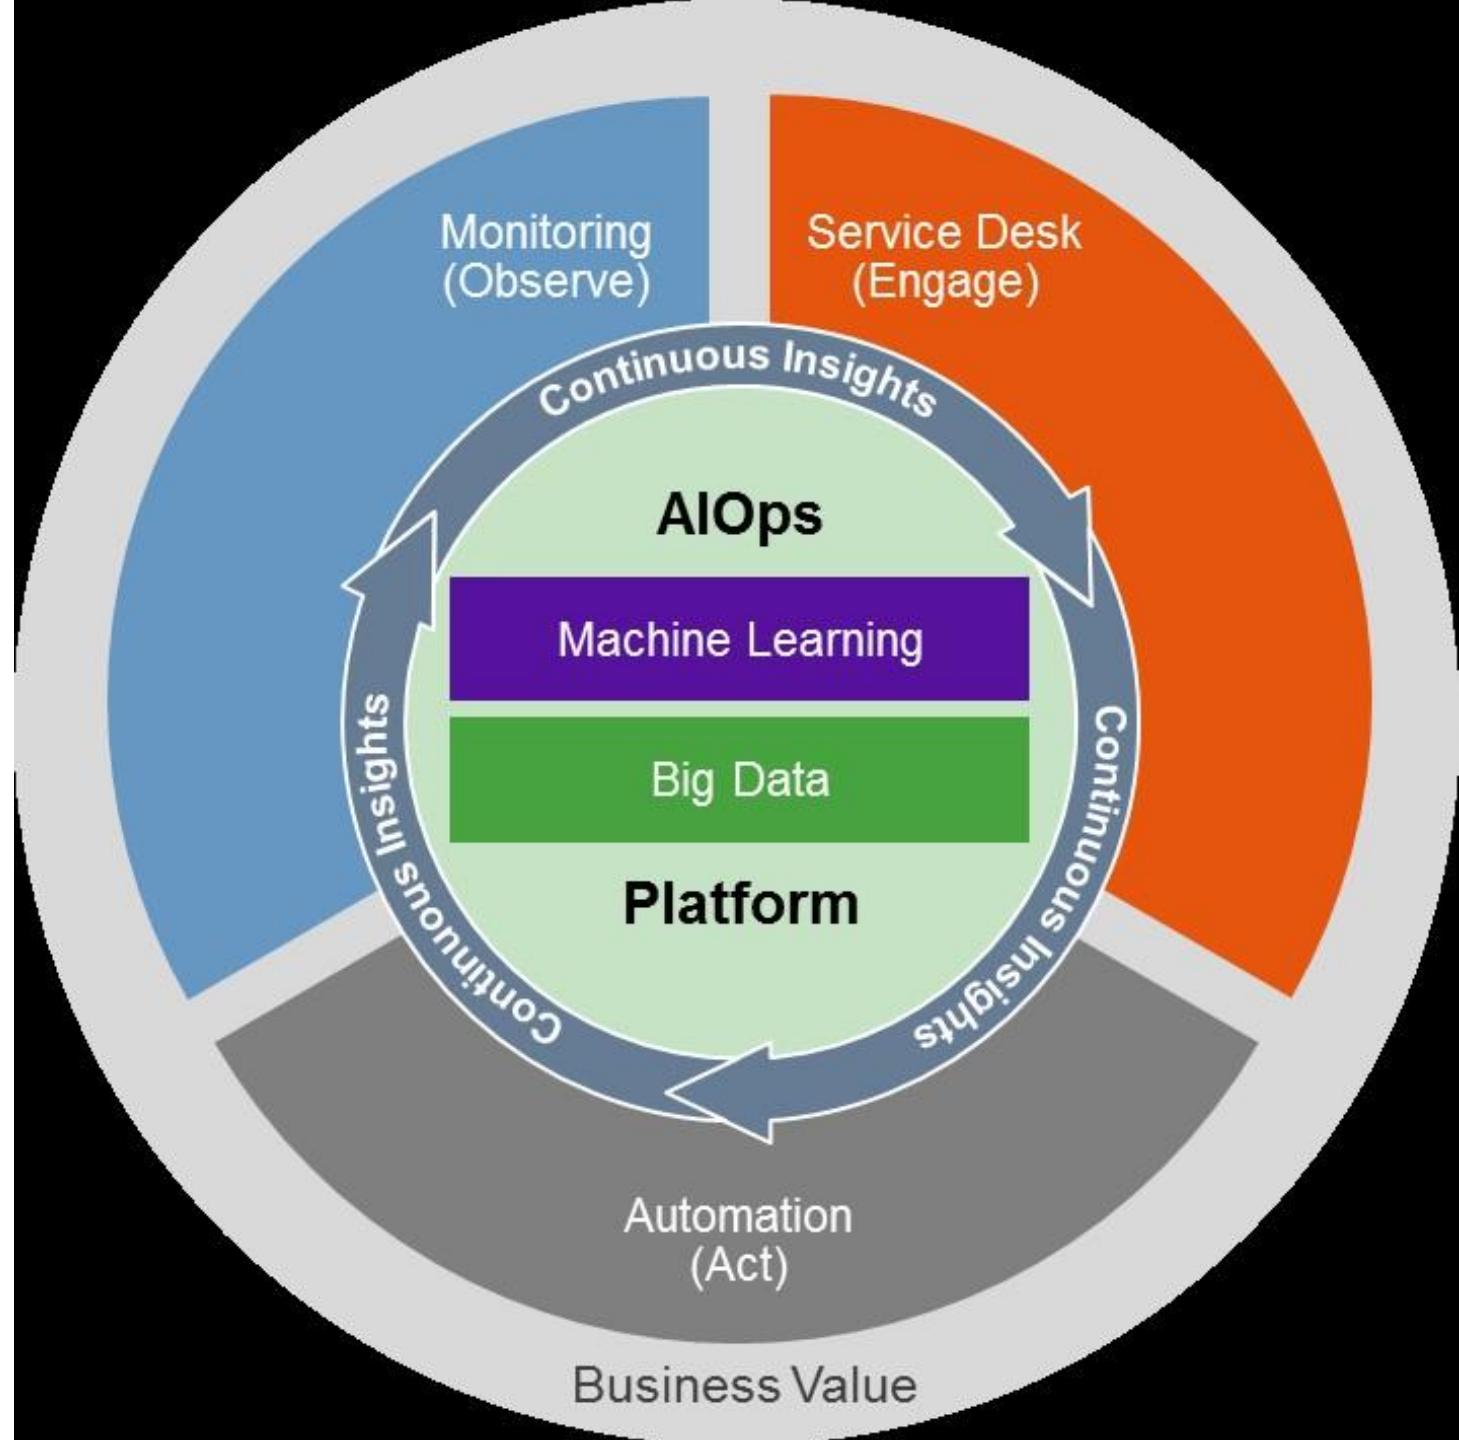 Monitoring
(Observe)
Service Desk
(Engage)
Continuous Insights
AIOps
Machine Learning
Big Data
Platform
Continuous Insights
Continuous Insights
Automation
(Act)
Business Value